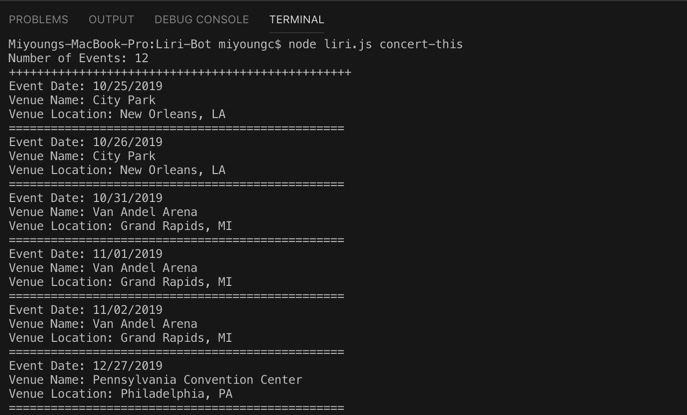 PROBLEMS OUTPUT DEBUG CONSOLE TERMINAL
Miyoungs-MacBook-Pro:Liri-Bot miyoungc$ node liri.js concert-this
Number of Events: 12
+++++++++++++++++++++++++++++++++++++++++++++++++
Event Date: 10/25/2019
Venue Name: City Park
Venue Location: New Orleans, LA
================================================
Event Date: 10/26/2019
Venue Name: City Park
Venue Location: New Orleans, LA
================================================
Event Date: 10/31/2019
Venue Name: Van Andel Arena
Venue Location: Grand Rapids, MI
================================================
Event Date: 11/01/2019
Venue Name: Van Andel Arena
Venue Location: Grand Rapids, MI
================================================
Event Date: 11/02/2019
Venue Name: Van Andel Arena
Venue Location: Grand Rapids, MI
================================================
Event Date: 12/27/2019
Venue Name: Pennsylvania Convention Center
Venue Location: Philadelphia, PA
================================================